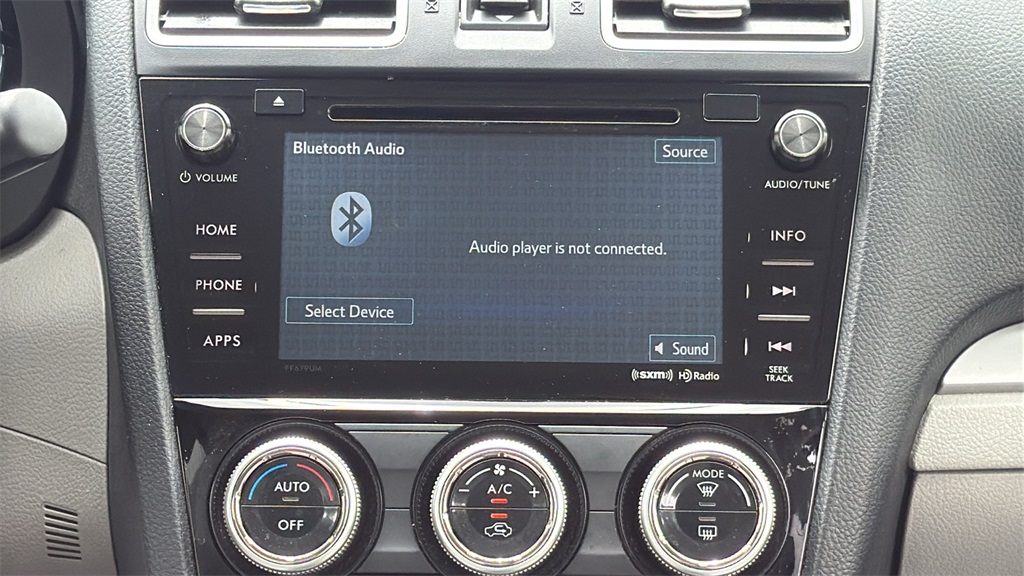 Bluetooth Audio
Source
VOLUME
AUDIO/TUNE
HOME
INFO
Audio player is not connected.
PHONE
Select Device
APPS
Sound
SEEK
TRACK
PF679UM
((sxm)) HD Radio
AUTO
OFF
A/C
- +
MODE